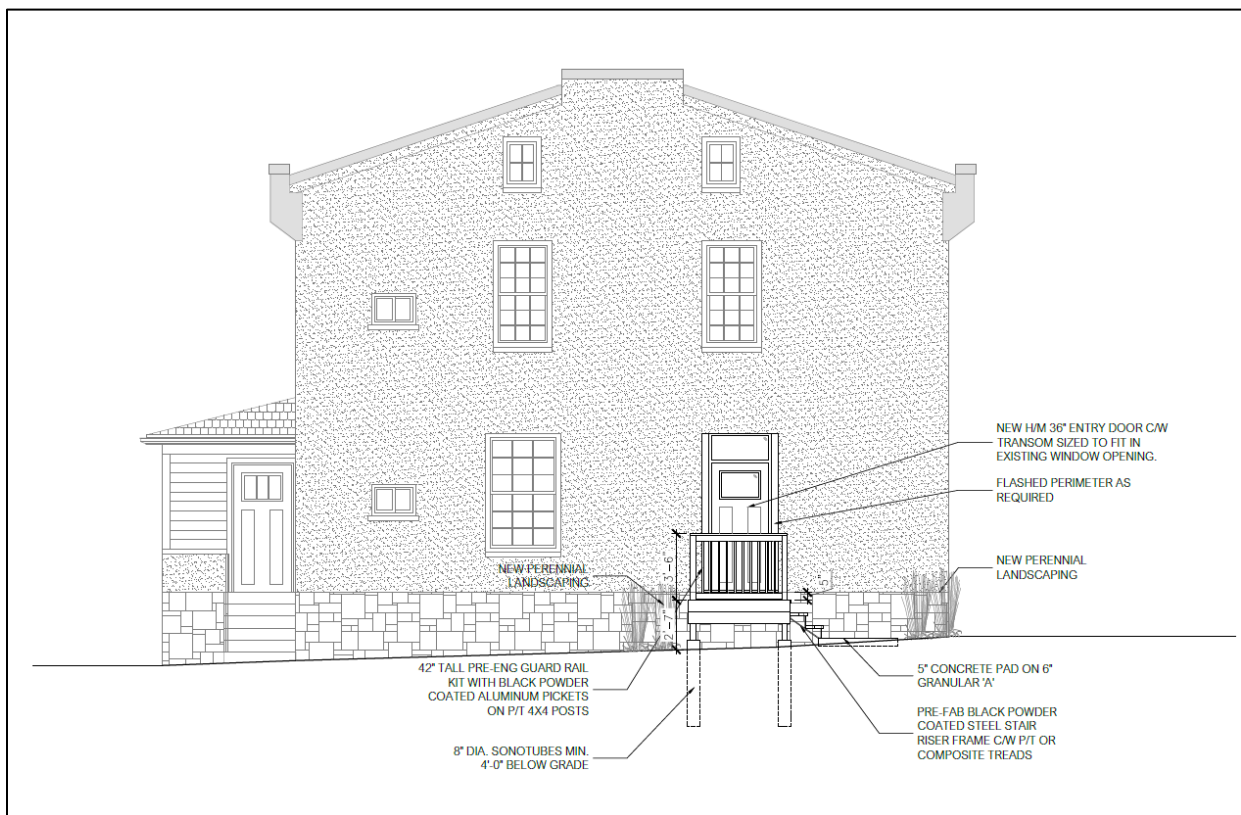 NEW H/M 36" ENTRY DOOR C/W
TRANSOM SIZED TO FIT IN
EXISTING WINDOW OPENING.
FLASHED PERIMETER AS
REQUIRED
NEW PERENNIAL
LANDSCAPING
NEW PERENNIAL
LANDSCAPING
3'-6"
5"
2'-7"
42" TALL PRE-ENG GUARD RAIL
KIT WITH BLACK POWDER
COATED ALUMINUM PICKETS
ON P/T 4X4 POSTS
5" CONCRETE PAD ON 6"
GRANULAR 'A'
PRE-FAB BLACK POWDER
COATED STEEL STAIR
RISER FRAME C/W P/T OR
COMPOSITE TREADS
8" DIA. SONOTUBES MIN.
4'-0" BELOW GRADE